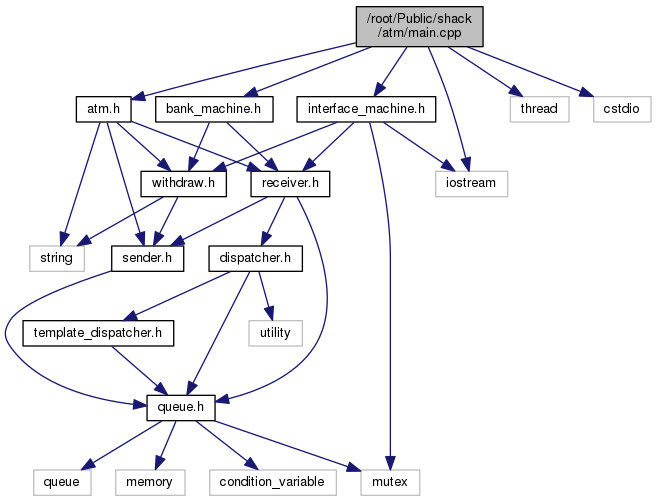 /root/Public/shack
/atm/main.cpp
atm.h
bank_machine.h
interface_machine.h
thread
cstdio
withdraw.h
receiver.h
iostream
string
sender.h
dispatcher.h
template_dispatcher.h
utility
queue.h
queue
memory
condition_variable
mutex